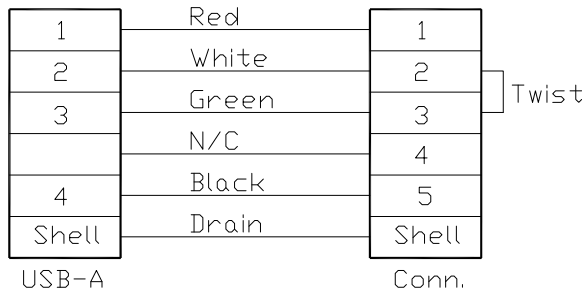 1 Red 1
2 White 2
3 Green 3 Twist
N/C 4
4 Black 5
Shell Drain Shell
USB-A Conn.